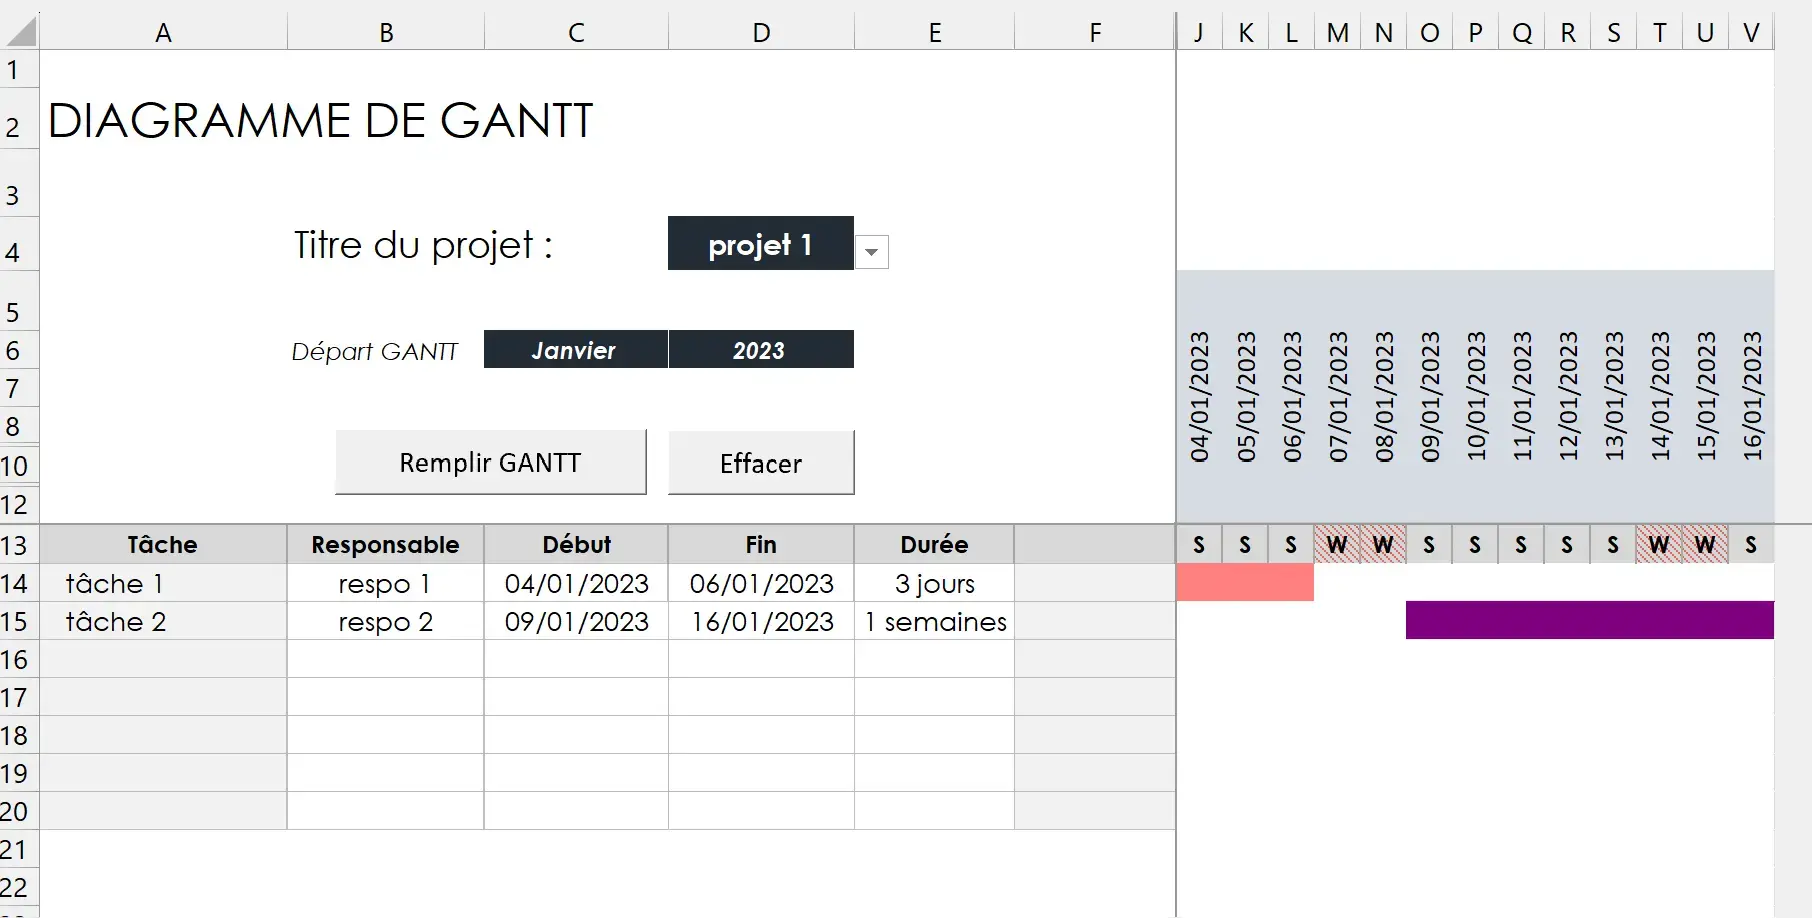 A B C D E F J K L M N O P Q R S T U V
1
2 DIAGRAMME DE GANTT
3
4 Titre du projet : projet 1
5
6 Départ GANTT Janvier 2023
7
8
10 Remplir GANTT Effacer
12
04/01/2023 05/01/2023 06/01/2023 07/01/2023 08/01/2023 09/01/2023 10/01/2023 11/01/2023 12/01/2023 13/01/2023 14/01/2023 15/01/2023 16/01/2023
13 Tâche Responsable Début Fin Durée S S S W W S S S S S W W S
14 tâche 1 respo 1 04/01/2023 06/01/2023 3 jours
15 tâche 2 respo 2 09/01/2023 16/01/2023 1 semaines
16
17
18
19
20
21
22